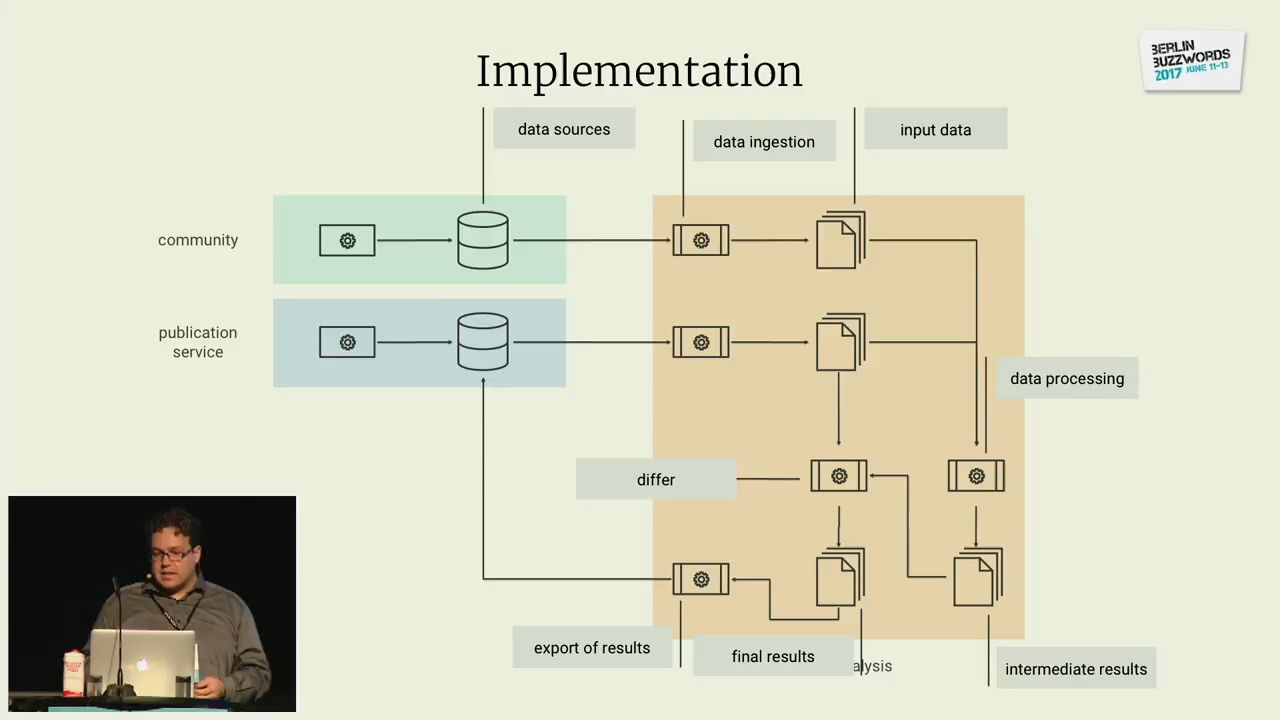 Implementation
BERLIN
BUZZWORDS
2017 JUNE 11-13
data sources
data ingestion
input data
community
publication
service
data processing
differ
export of results
final results
alysis
intermediate results